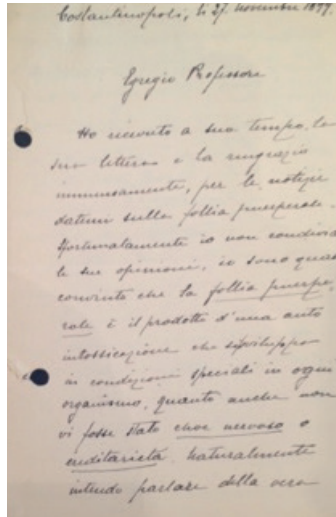 Costantinopoli, li 27. Novembre 1897.
Egregio Professore
Ho ricevuto a suo tempo, la
sua lettera e la ringrazio
immensamente, per le notizie
datemi sulla follia puerperale.
Sfortunatamente io non condivido
le sue opinioni, io sono quasi
convinto che la follia puerpe-
rale è il prodotto d'una auto
intossicazione che si sviluppa
in condizioni speciali in ogni
organismo, quanto anche non
vi fosse stato choc nervoso o
ereditarietà. Naturalmente
intendo parlare della vera